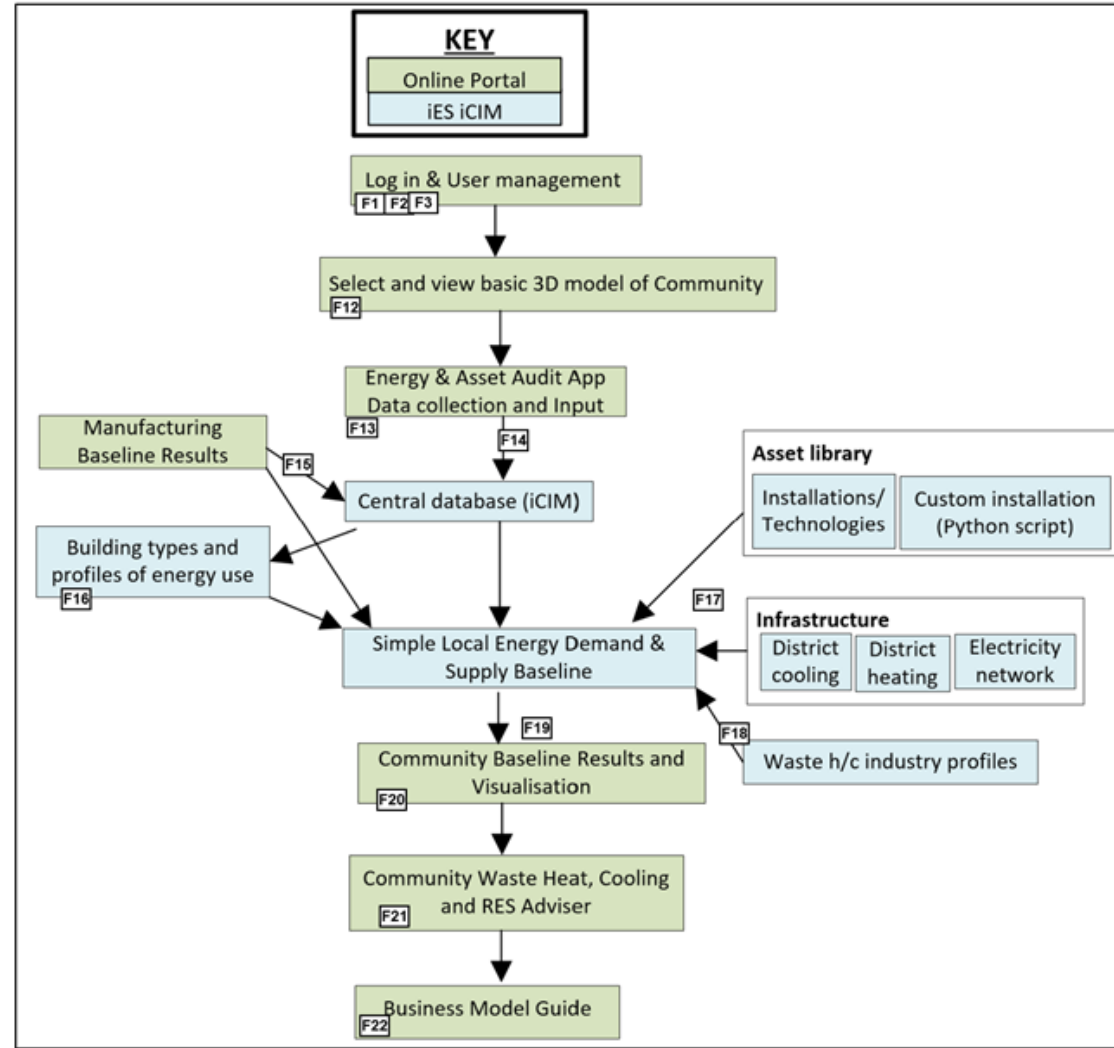 KEY
Online Portal
iES iCIM
Log in & User management
F1 F2 F3
Select and view basic 3D model of Community
F12
Energy & Asset Audit App
Data collection and Input
F13
F14
Manufacturing
Baseline Results
F15
Central database (iCIM)
Building types and
profiles of energy use
F16
Asset library
Installations/
Technologies
Custom installation
(Python script)
F17
Infrastructure
District
cooling
District
heating
Electricity
network
Simple Local Energy Demand &
Supply Baseline
F18
Waste h/c industry profiles
F19
Community Baseline Results and
Visualisation
F20
Community Waste Heat, Cooling
and RES Adviser
F21
Business Model Guide
F22